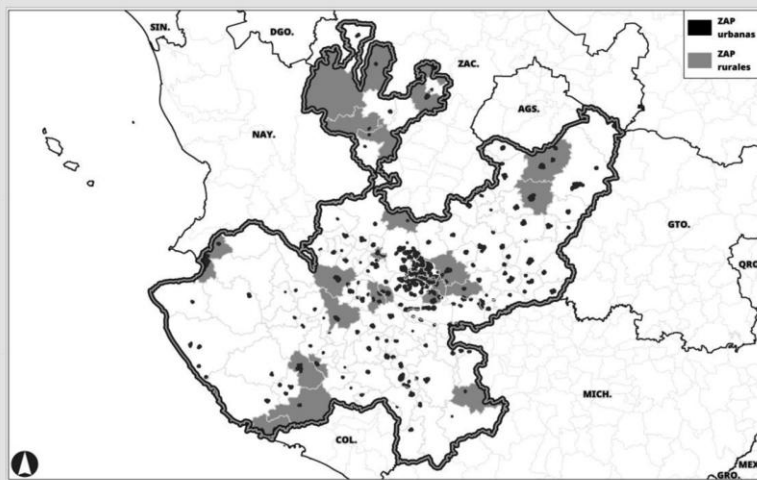 SIN.
DGO.
ZAC.
ZAP
urbanas
ZAP
rurales
AGS.
NAY.
GTO.
QRO
MICH.
COL.
MEX
GRO.